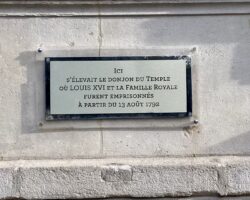 ICI
S'ÉLEVAIT LE DONJON DU TEMPLE
OÙ LOUIS XVI ET LA FAMILLE ROYALE
FURENT EMPRISONNÉS
À PARTIR DU 13 AOÛT 1792